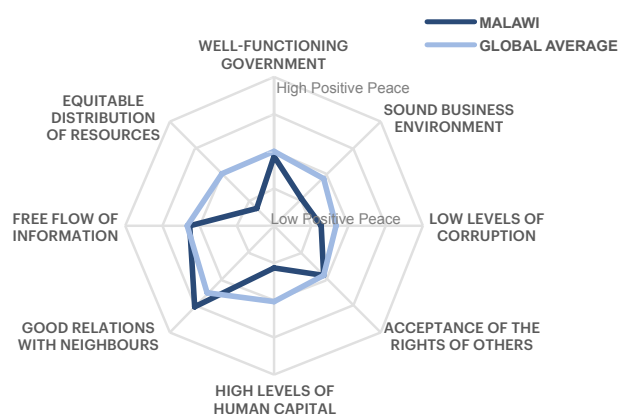 MALAWI
GLOBAL AVERAGE
WELL-FUNCTIONING
GOVERNMENT
High Positive Peace
EQUITABLE
DISTRIBUTION
OF RESOURCES
SOUND BUSINESS
ENVIRONMENT
FREE FLOW OF
INFORMATION
Low Positive Peace
LOW LEVELS OF
CORRUPTION
GOOD RELATIONS
WITH NEIGHBOURS
ACCEPTANCE OF THE
RIGHTS OF OTHERS
HIGH LEVELS OF
HUMAN CAPITAL